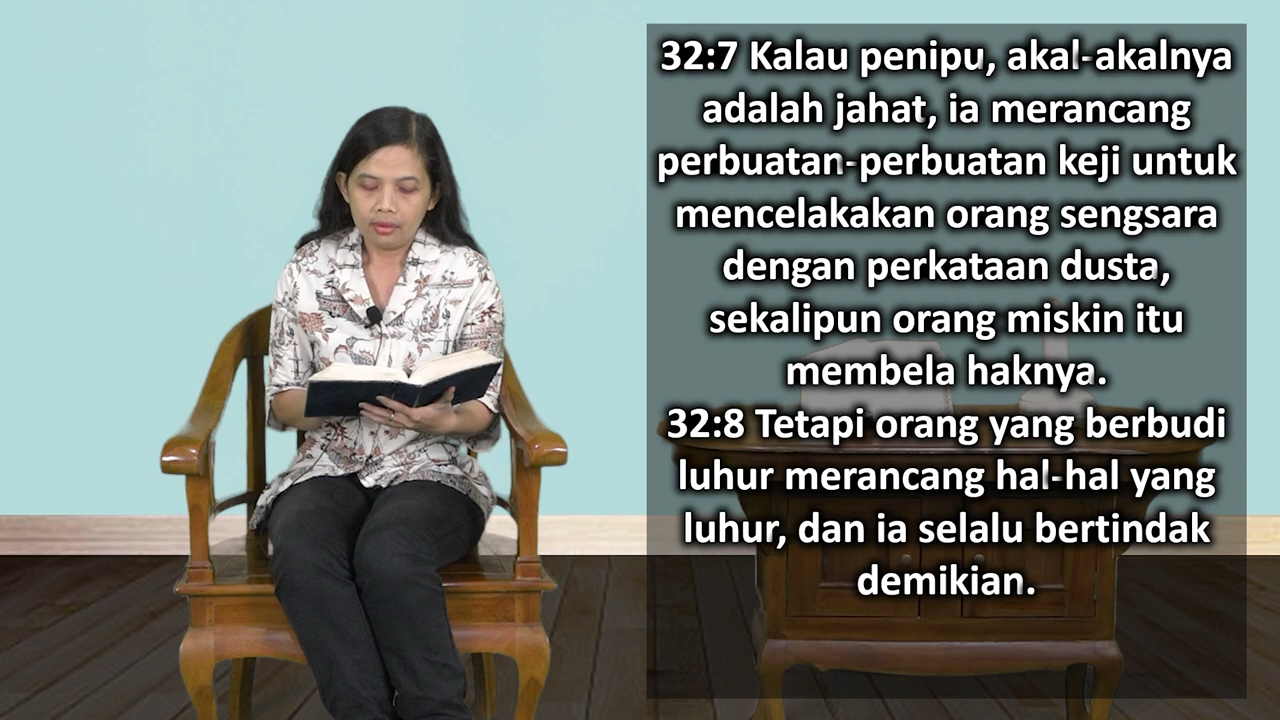 32:7 Kalau penipu, akal-akalnya
adalah jahat, ia merancang
perbuatan-perbuatan keji untuk
mencelakakan orang sengsara
dengan perkataan dusta,
sekalipun orang miskin itu
membela haknya.
32:8 Tetapi orang yang berbudi
luhur merancang hal-hal yang
luhur, dan ia selalu bertindak
demikian.